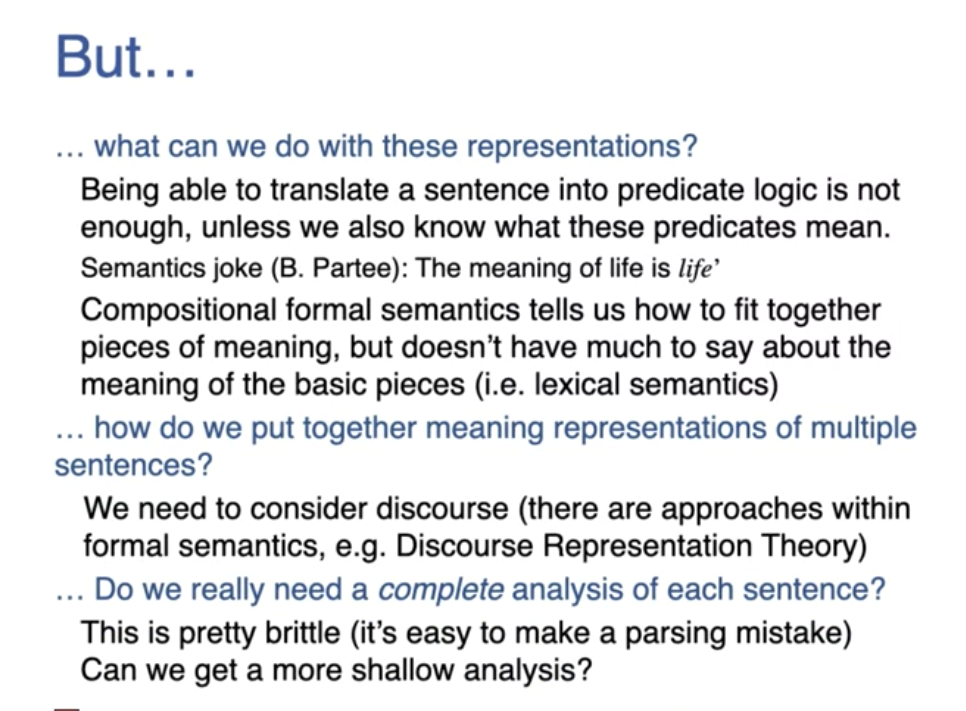 But…
… what can we do with these representations?
Being able to translate a sentence into predicate logic is not
enough, unless we also know what these predicates mean.
Semantics joke (B. Partee): The meaning of life is life’
Compositional formal semantics tells us how to fit together
pieces of meaning, but doesn’t have much to say about the
meaning of the basic pieces (i.e. lexical semantics)
… how do we put together meaning representations of multiple
sentences?
We need to consider discourse (there are approaches within
formal semantics, e.g. Discourse Representation Theory)
… Do we really need a complete analysis of each sentence?
This is pretty brittle (it’s easy to make a parsing mistake)
Can we get a more shallow analysis?